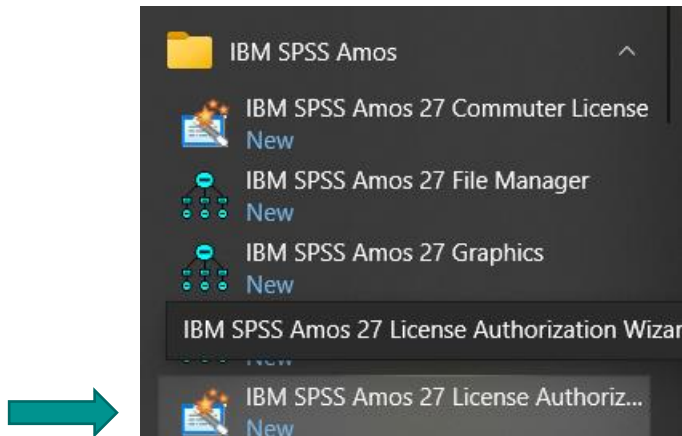 IBM SPSS Amos
IBM SPSS Amos 27 Commuter License
New
IBM SPSS Amos 27 File Manager
New
IBM SPSS Amos 27 Graphics
New
IBM SPSS Amos 27 License Authorization Wizar
New
IBM SPSS Amos 27 License Authoriz...
New